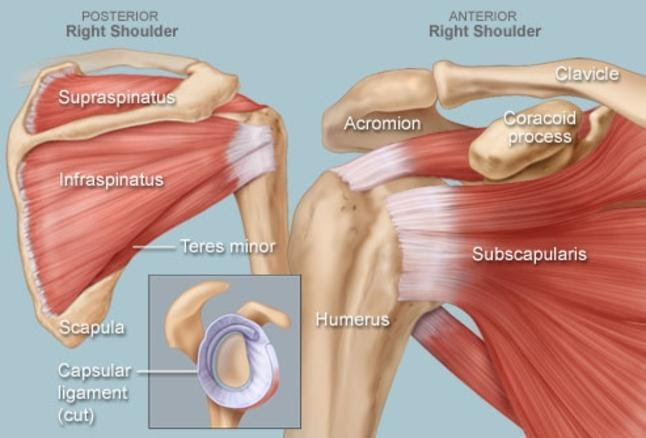 POSTERIOR
Right Shoulder
Supraspinatus
Infraspinatus
Teres minor
Scapula
Capsular
ligament
(cut)
ANTERIOR
Right Shoulder
Clavicle
Acromion
Coracoid
process
Subscapularis
Humerus